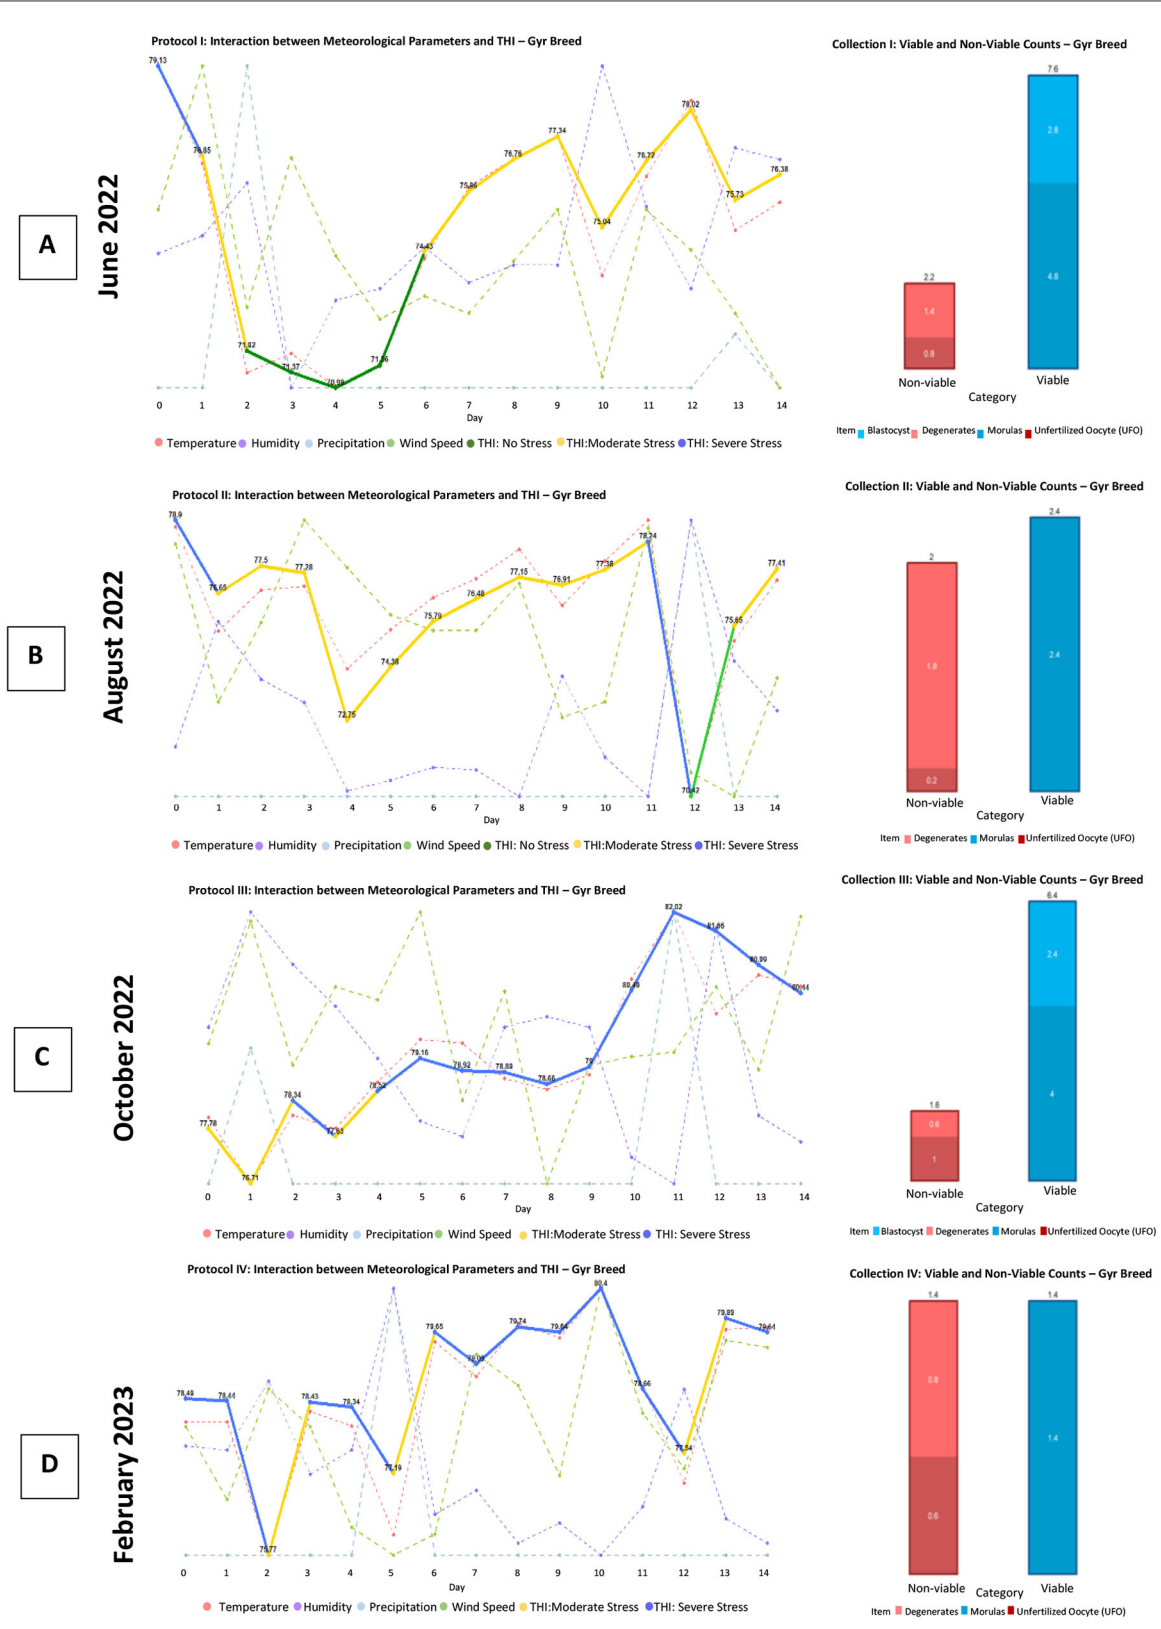 Protocol I: Interaction between Meteorological Parameters and THI – Gyr Breed
79.13
76.85
71.92
71.37
70.99
71.56
74.43
75.96
76.76
77.34
75.04
76.72
78.02
75.73
76.38
0 1 2 3 4 5 6 7 8 9 10 11 12 13 14
Day
Temperature Humidity Precipitation Wind Speed THI: No Stress THI:Moderate Stress THI: Severe Stress
A
June 2022
Collection I: Viable and Non-Viable Counts – Gyr Breed
7.6
2.8
4.8
2.2
1.4
0.8
Non-viable Viable
Category
Item Blastocyst Degenerates Morulas Unfertilized Oocyte (UFO)
Protocol II: Interaction between Meteorological Parameters and THI – Gyr Breed
78.9
76.65
77.5
77.28
72.75
74.38
75.79
76.48
77.15
76.91
77.38
78.24
70.42
75.65
77.41
0 1 2 3 4 5 6 7 8 9 10 11 12 13 14
Day
Temperature Humidity Precipitation Wind Speed THI: No Stress THI:Moderate Stress THI: Severe Stress
B
August 2022
Collection II: Viable and Non-Viable Counts – Gyr Breed
2.4
2.4
2
1.8
0.2
Non-viable Viable
Category
Item Degenerates Morulas Unfertilized Oocyte (UFO)
Protocol III: Interaction between Meteorological Parameters and THI – Gyr Breed
77.78
76.71
78.34
77.63
79.16
78.92
78.89
78.66
79
80.49
82.02
81.66
80.99
80.44
0 1 2 3 4 5 6 7 8 9 10 11 12 13 14
Day
Temperature Humidity Precipitation Wind Speed THI:Moderate Stress THI: Severe Stress
C
October 2022
Collection III: Viable and Non-Viable Counts – Gyr Breed
6.4
2.4
4
1.6
0.6
1
Non-viable Viable
Category
Item Blastocyst Degenerates Morulas Unfertilized Oocyte (UFO)
Protocol IV: Interaction between Meteorological Parameters and THI – Gyr Breed
78.49
78.44
75.77
78.43
78.34
77.19
79.65
79.09
79.74
79.64
80.4
78.66
77.54
79.89
79.64
0 1 2 3 4 5 6 7 8 9 10 11 12 13 14
Day
Temperature Humidity Precipitation Wind Speed THI:Moderate Stress THI: Severe Stress
D
February 2023
Collection IV: Viable and Non-Viable Counts – Gyr Breed
1.4
1.4
0.8
1.4
0.6
Non-viable Viable
Category
Item Degenerates Morulas Unfertilized Oocyte (UFO)